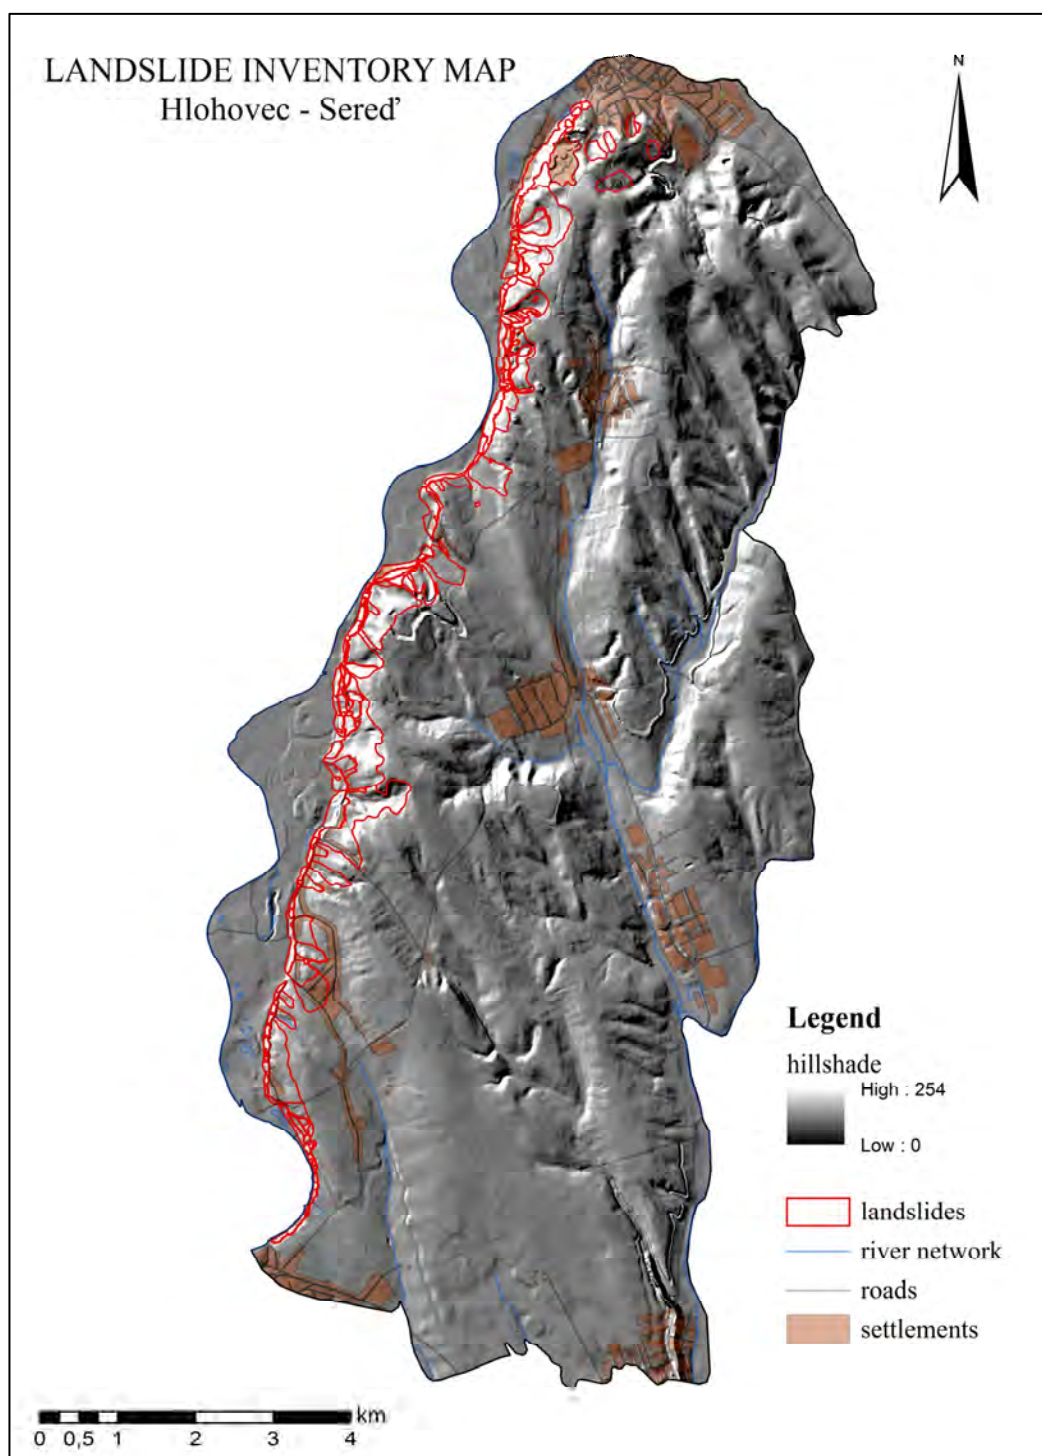 LANDSLIDE INVENTORY MAP
Hlohovec - Sereď
N
Legend
hillshade
High : 254
Low : 0
landslides
river network
roads
settlements
km
0 0,5 1 2 3 4